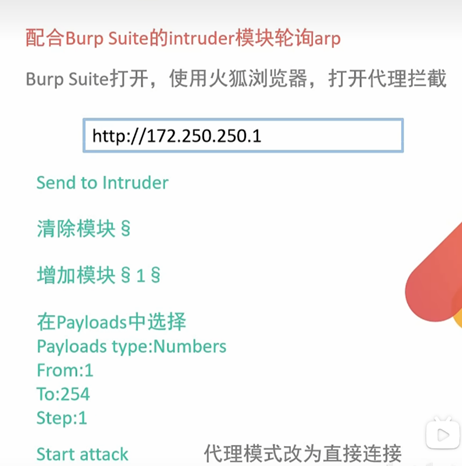 配合Burp Suite的intruder模块轮询arp
Burp Suite打开，使用火狐浏览器，打开代理拦截
http://172.250.250.1
Send to Intruder
清除模块§
增加模块§1§
在Payloads中选择
Payloads type:Numbers
From:1
To:254
Step:1
Start attack 代理模式改为直接连接